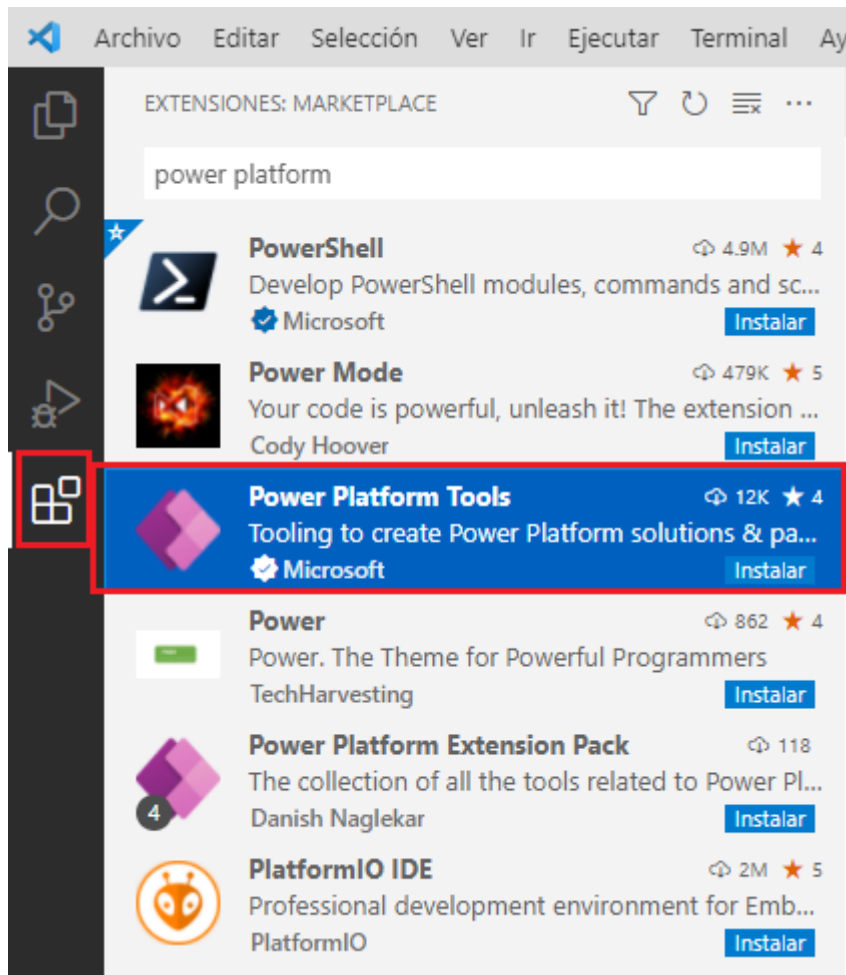 Archivo Editar Selección Ver Ir Ejecutar Terminal Ay
EXTENSIONES: MARKETPLACE
power platform
PowerShell 4.9M 4
Develop PowerShell modules, commands and sc...
Microsoft Instalar
Power Mode 479K 5
Your code is powerful, unleash it! The extension ...
Cody Hoover Instalar
Power Platform Tools 12K 4
Tooling to create Power Platform solutions & pa...
Microsoft Instalar
Power 862 4
Power. The Theme for Powerful Programmers
TechHarvesting Instalar
Power Platform Extension Pack 118
The collection of all the tools related to Power Pl...
4 Danish Naglekar Instalar
PlatformIO IDE 2M 5
Professional development environment for Emb...
PlatformIO Instalar